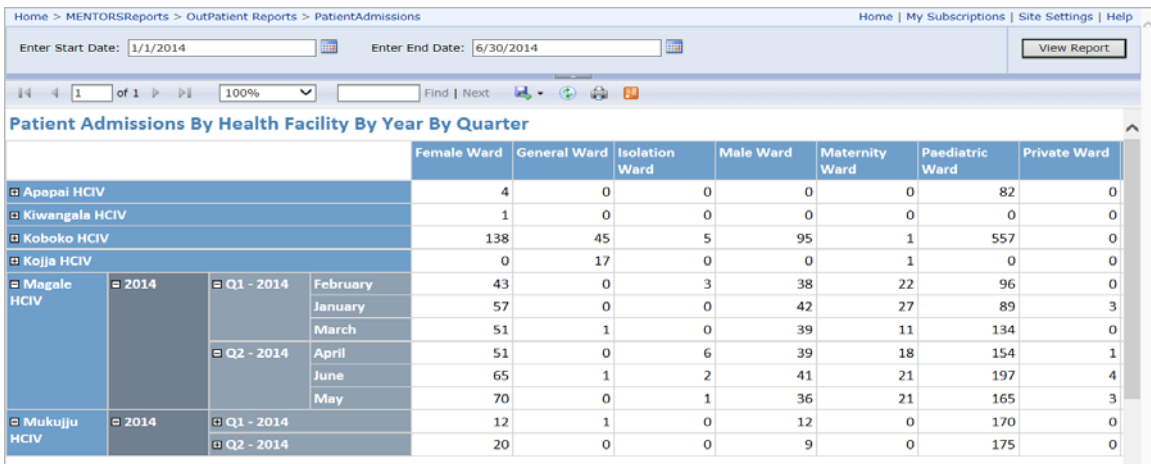 Home > MENTORSReports > OutPatient Reports > PatientAdmissions Home | My Subscriptions | Site Settings | Help
Enter Start Date: 1/1/2014 Enter End Date: 6/30/2014 View Report
1 of 1 100% Find | Next
Patient Admissions By Health Facility By Year By Quarter
Female Ward General Ward Isolation Ward Male Ward Maternity Ward Paediatric Ward Private Ward
Apapai HCIV 4 0 0 0 0 82 0
Kiwangala HCIV 1 0 0 0 0 0 0
Koboko HCIV 138 45 5 95 1 557 0
Kojja HCIV 0 17 0 0 1 0 0
Magale HCIV 2014 Q1 - 2014 February 43 0 3 38 22 96 0
January 57 0 0 42 27 89 3
March 51 1 0 39 11 134 0
Q2 - 2014 April 51 0 6 39 18 154 1
June 65 1 2 41 21 197 4
May 70 0 1 36 21 165 3
Mukujju HCIV 2014 Q1 - 2014 12 1 0 12 0 170 0
Q2 - 2014 20 0 0 9 0 175 0